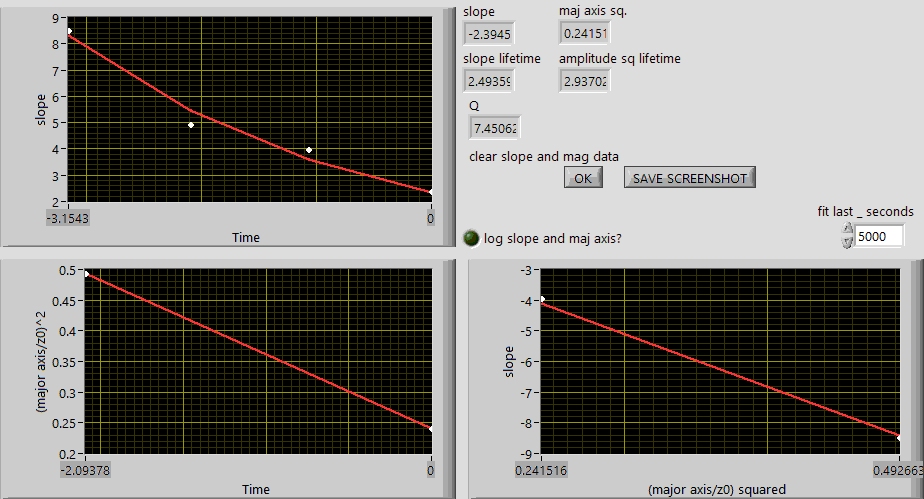 slope
-2.3945
maj axis sq.
0.24151
slope lifetime
2.49359
amplitude sq lifetime
2.93702
Q
7.45062
clear slope and mag data
OK
SAVE SCREENSHOT
fit last _ seconds
5000
log slope and maj axis?
slope
9
8
7
6
5
4
3
2
-3.1543
0
Time
(major axis/z0)^2
0.5
0.45
0.4
0.35
0.3
0.25
0.2
-2.09378
0
Time
slope
-3
-4
-5
-6
-7
-8
-9
0.241516
0.492663
(major axis/z0) squared